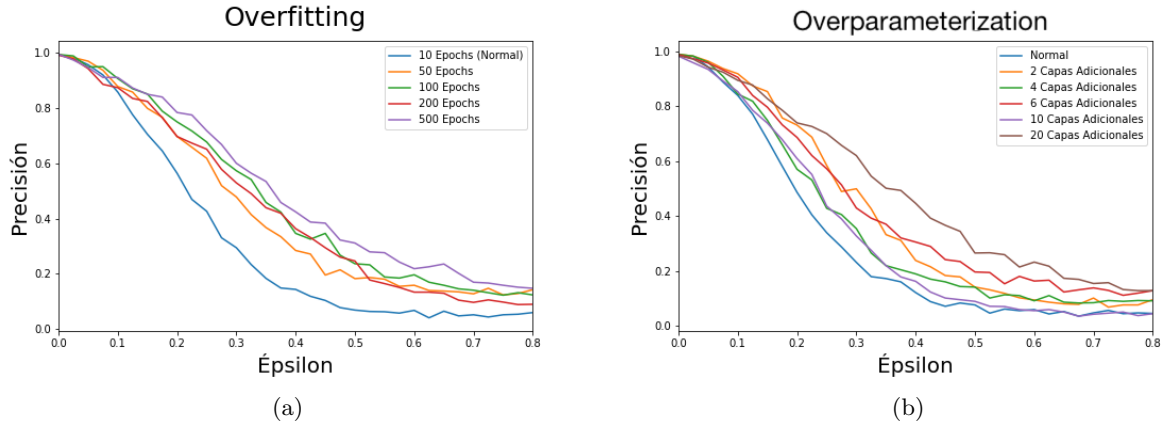 Overfitting
1.0
0.8
0.6
0.4
0.2
0.0
Precisión
10 Epochs (Normal)
50 Epochs
100 Epochs
200 Epochs
500 Epochs
0.0 0.1 0.2 0.3 0.4 0.5 0.6 0.7 0.8
Épsilon
(a)
Overparameterization
1.0
0.8
0.6
0.4
0.2
0.0
Precisión
Normal
2 Capas Adicionales
4 Capas Adicionales
6 Capas Adicionales
10 Capas Adicionales
20 Capas Adicionales
0.0 0.1 0.2 0.3 0.4 0.5 0.6 0.7 0.8
Épsilon
(b)